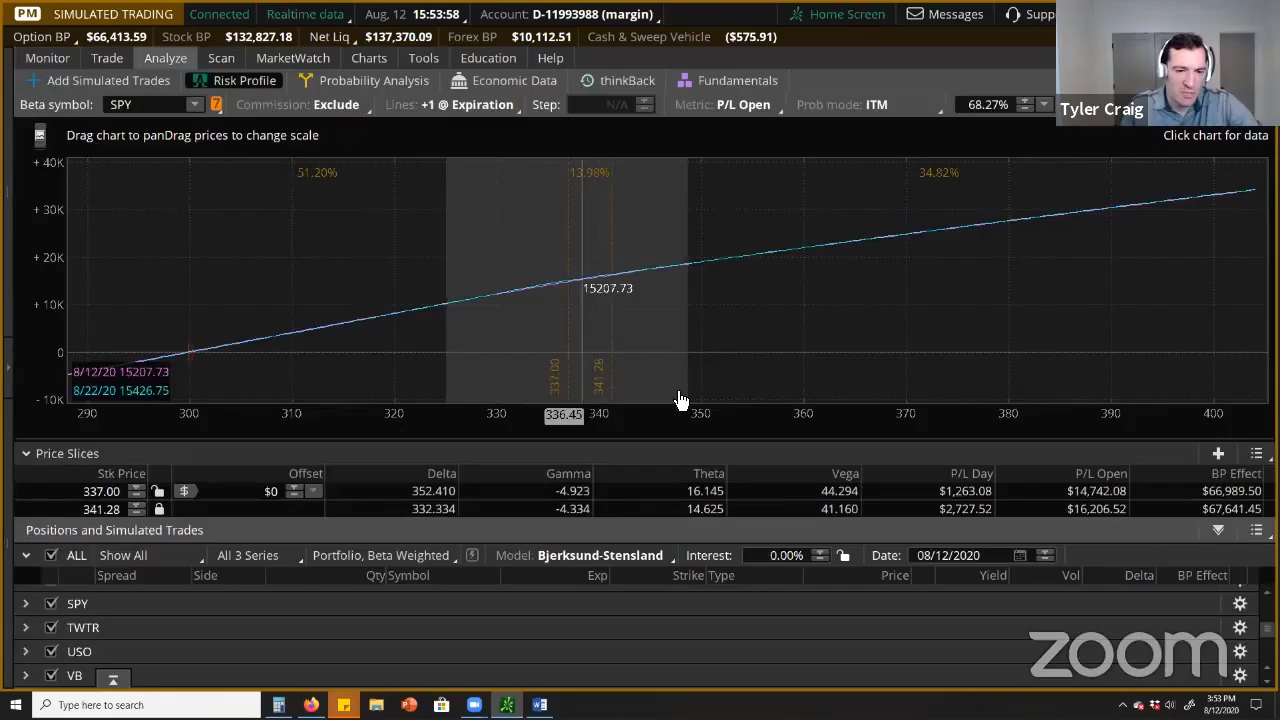 PM SIMULATED TRADING Connected Realtime data Aug, 12 15:53:58 Account: D-11993988 (margin) Home Screen Messages Supp
Option BP $66,413.59 Stock BP $132,827.18 Net Liq $137,370.09 Forex BP $10,112.51 Cash & Sweep Vehicle ($575.91)
Monitor Trade Analyze Scan MarketWatch Charts Tools Education Help
Add Simulated Trades Risk Profile Probability Analysis Economic Data thinkBack Fundamentals
Beta symbol: SPY 7 Commission: Exclude Lines: +1 @ Expiration Step: N/A Metric: P/L Open Prob mode: ITM 68.27%
Tyler Craig
Drag chart to panDrag prices to change scale Click chart for data
+ 40K
51.20% 13.98% 34.82%
+ 30K
+ 20K
15207.73
+ 10K
0
337.00 341.28
8/12/20 15207.73
8/22/20 15426.75
- 10K
290 300 310 320 330 336.45 340 350 360 370 380 390 400
Price Slices
Stk Price Offset Delta Gamma Theta Vega P/L Day P/L Open BP Effect
337.00 $ $0 352.410 -4.923 16.145 44.294 $1,263.08 $14,742.08 $66,989.50
341.28 332.334 -4.334 14.625 41.160 $2,727.52 $16,206.52 $67,641.45
Positions and Simulated Trades
ALL Show All All 3 Series Portfolio, Beta Weighted Model: Bjerksund-Stensland Interest: 0.00% Date: 08/12/2020
Spread Side Qty Symbol Exp Strike Type Price Yield Vol Delta BP Effect
SPY
TWTR
USO
VB
zoom
Type here to search
3:53 PM
8/12/2020